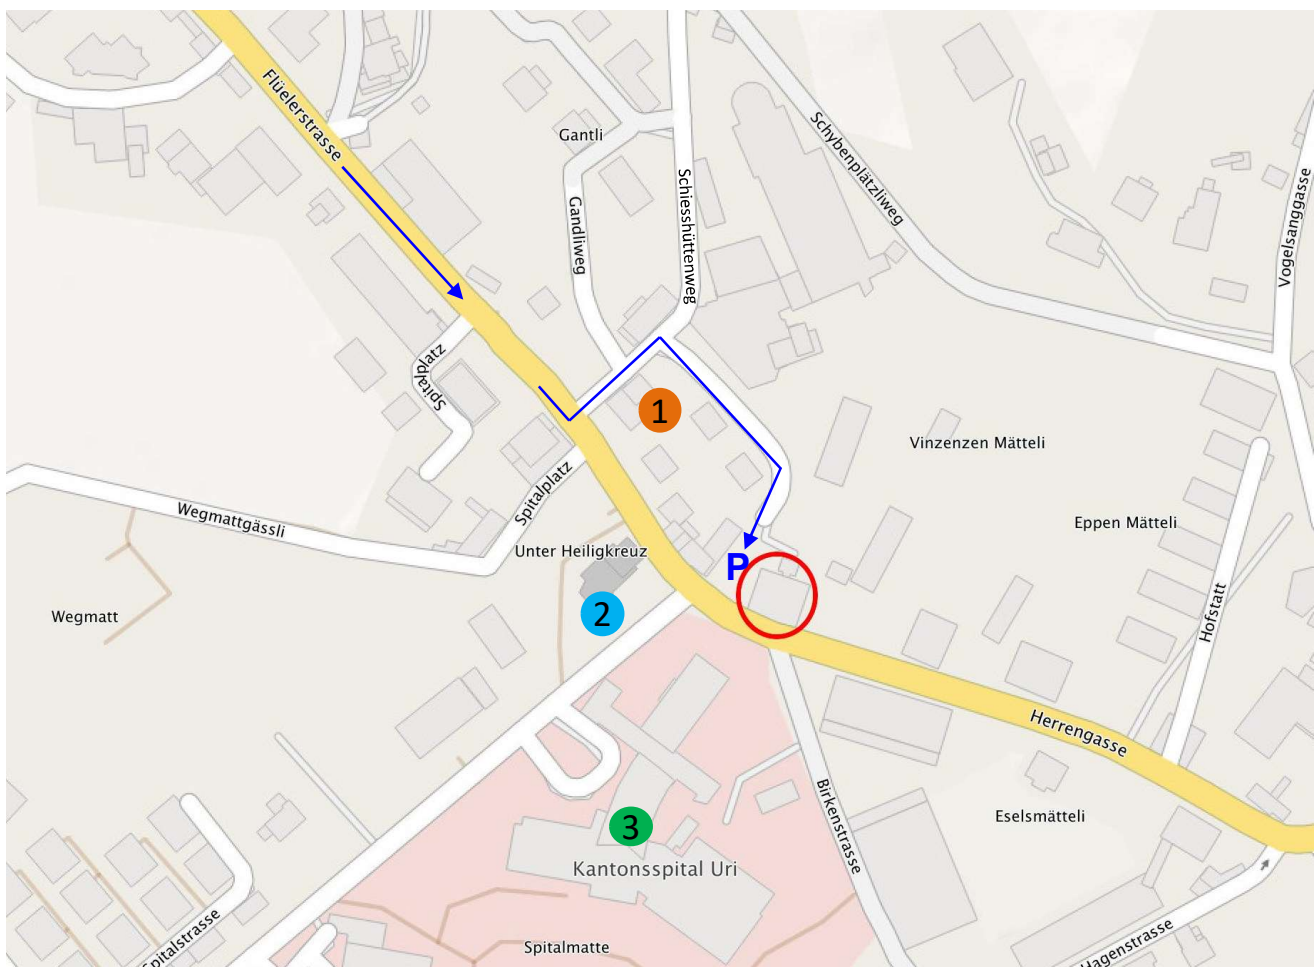 Flüelerstrasse
Gantli
Schybenplätzliweg
Schiesshüttenweg
Gandliweg
Vogelsanggasse
Spitalplatz
1
Vinzenzen Mätteli
Spitalplatz
Wegmattgässli
Eppen Mätteli
Unter Heiligkreuz
P
Hofstatt
2
Wegmatt
Herrengasse
Birkenstrasse
Eselsmätteli
3
Kantonsspital Uri
Spitalstrasse
Spitalmatte
Hagenstrasse